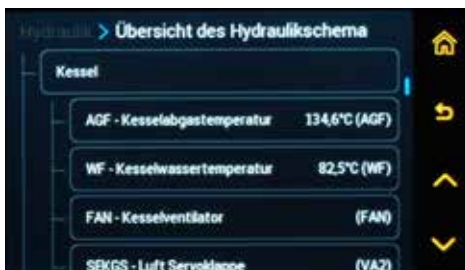 Hydraulik > Übersicht des Hydraulikschema
Kessel
AGF - Kesselabgastemperatur 134,6°C (AGF)
WF - Kesselwassertemperatur 82,5°C (WF)
FAN - Kesselventilator (FAN)
SEKGS - Luft Servoklappe (VA2)